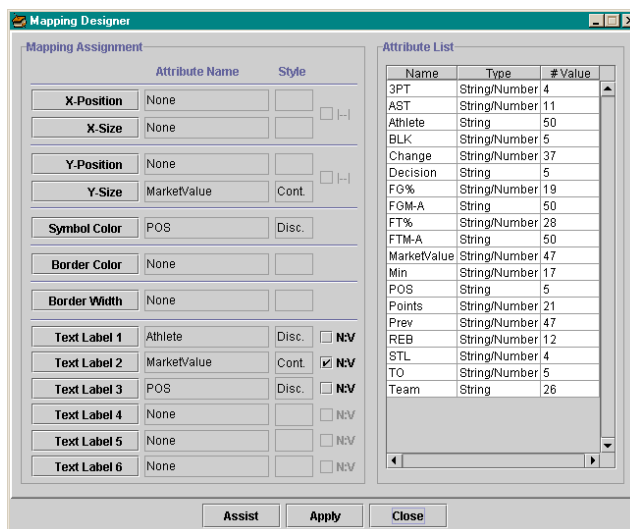 Mapping Designer
Mapping Assignment
Attribute Name Style
X-Position None
X-Size None
|--|
Y-Position None
Y-Size MarketValue Cont.
|--|
Symbol Color POS Disc.
Border Color None
Border Width None
Text Label 1 Athlete Disc. N:V
Text Label 2 MarketValue Cont. N:V
Text Label 3 POS Disc. N:V
Text Label 4 None N:V
Text Label 5 None N:V
Text Label 6 None N:V
Attribute List
Name Type # Value
3PT String/Number 4
AST String/Number 11
Athlete String 50
BLK String/Number 5
Change String/Number 37
Decision String 5
FG% String/Number 19
FGM-A String 50
FT% String/Number 28
FTM-A String 50
MarketValue String/Number 47
Min String/Number 17
POS String 5
Points String/Number 21
Prev String/Number 47
REB String/Number 12
STL String/Number 4
TO String/Number 5
Team String 26
Assist Apply Close